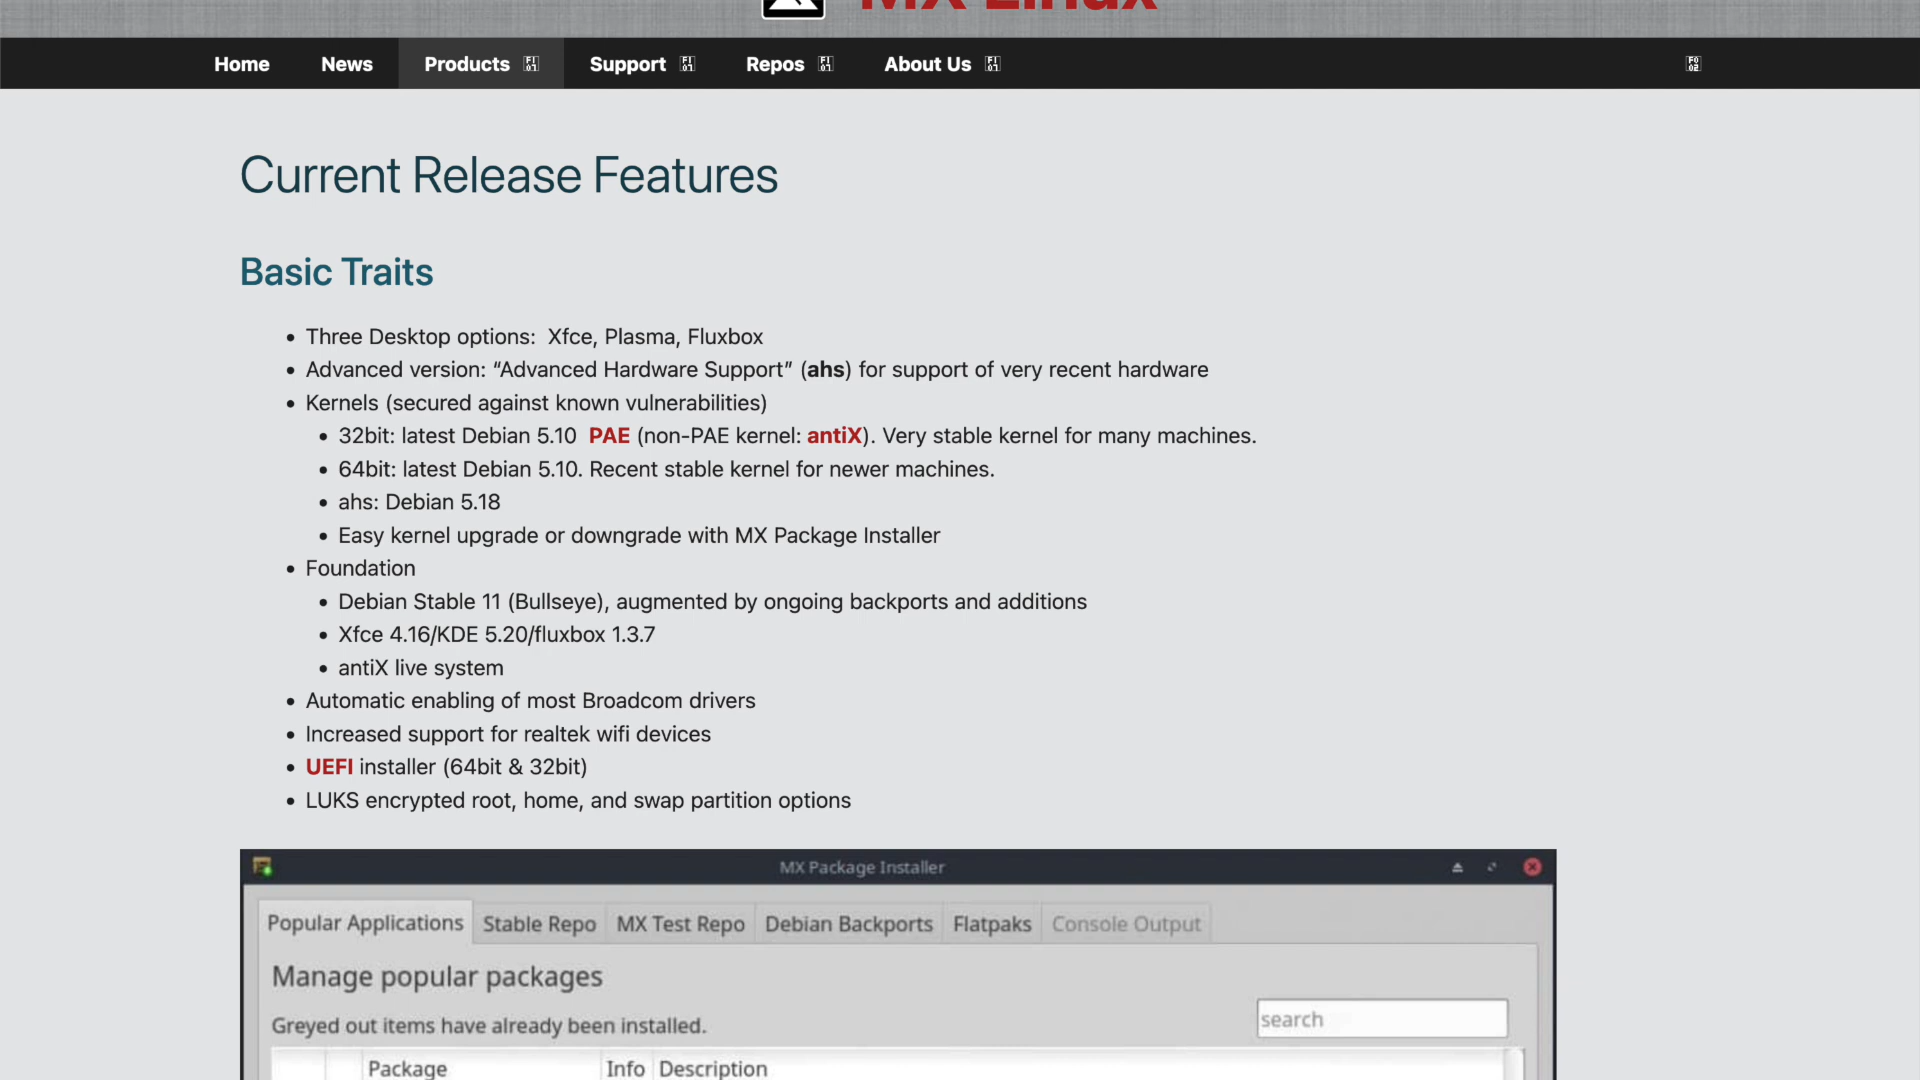 MX Linux
Home News Products Support Repos About Us
Current Release Features
Basic Traits
Three Desktop options: Xfce, Plasma, Fluxbox
Advanced version: “Advanced Hardware Support” (ahs) for support of very recent hardware
Kernels (secured against known vulnerabilities)
32bit: latest Debian 5.10 PAE (non-PAE kernel: antiX). Very stable kernel for many machines.
64bit: latest Debian 5.10. Recent stable kernel for newer machines.
ahs: Debian 5.18
Easy kernel upgrade or downgrade with MX Package Installer
Foundation
Debian Stable 11 (Bullseye), augmented by ongoing backports and additions
Xfce 4.16/KDE 5.20/fluxbox 1.3.7
antiX live system
Automatic enabling of most Broadcom drivers
Increased support for realtek wifi devices
UEFI installer (64bit & 32bit)
LUKS encrypted root, home, and swap partition options
MX Package Installer
Popular Applications Stable Repo MX Test Repo Debian Backports Flatpaks Console Output
Manage popular packages
Greyed out items have already been installed.
search
Package Info Description